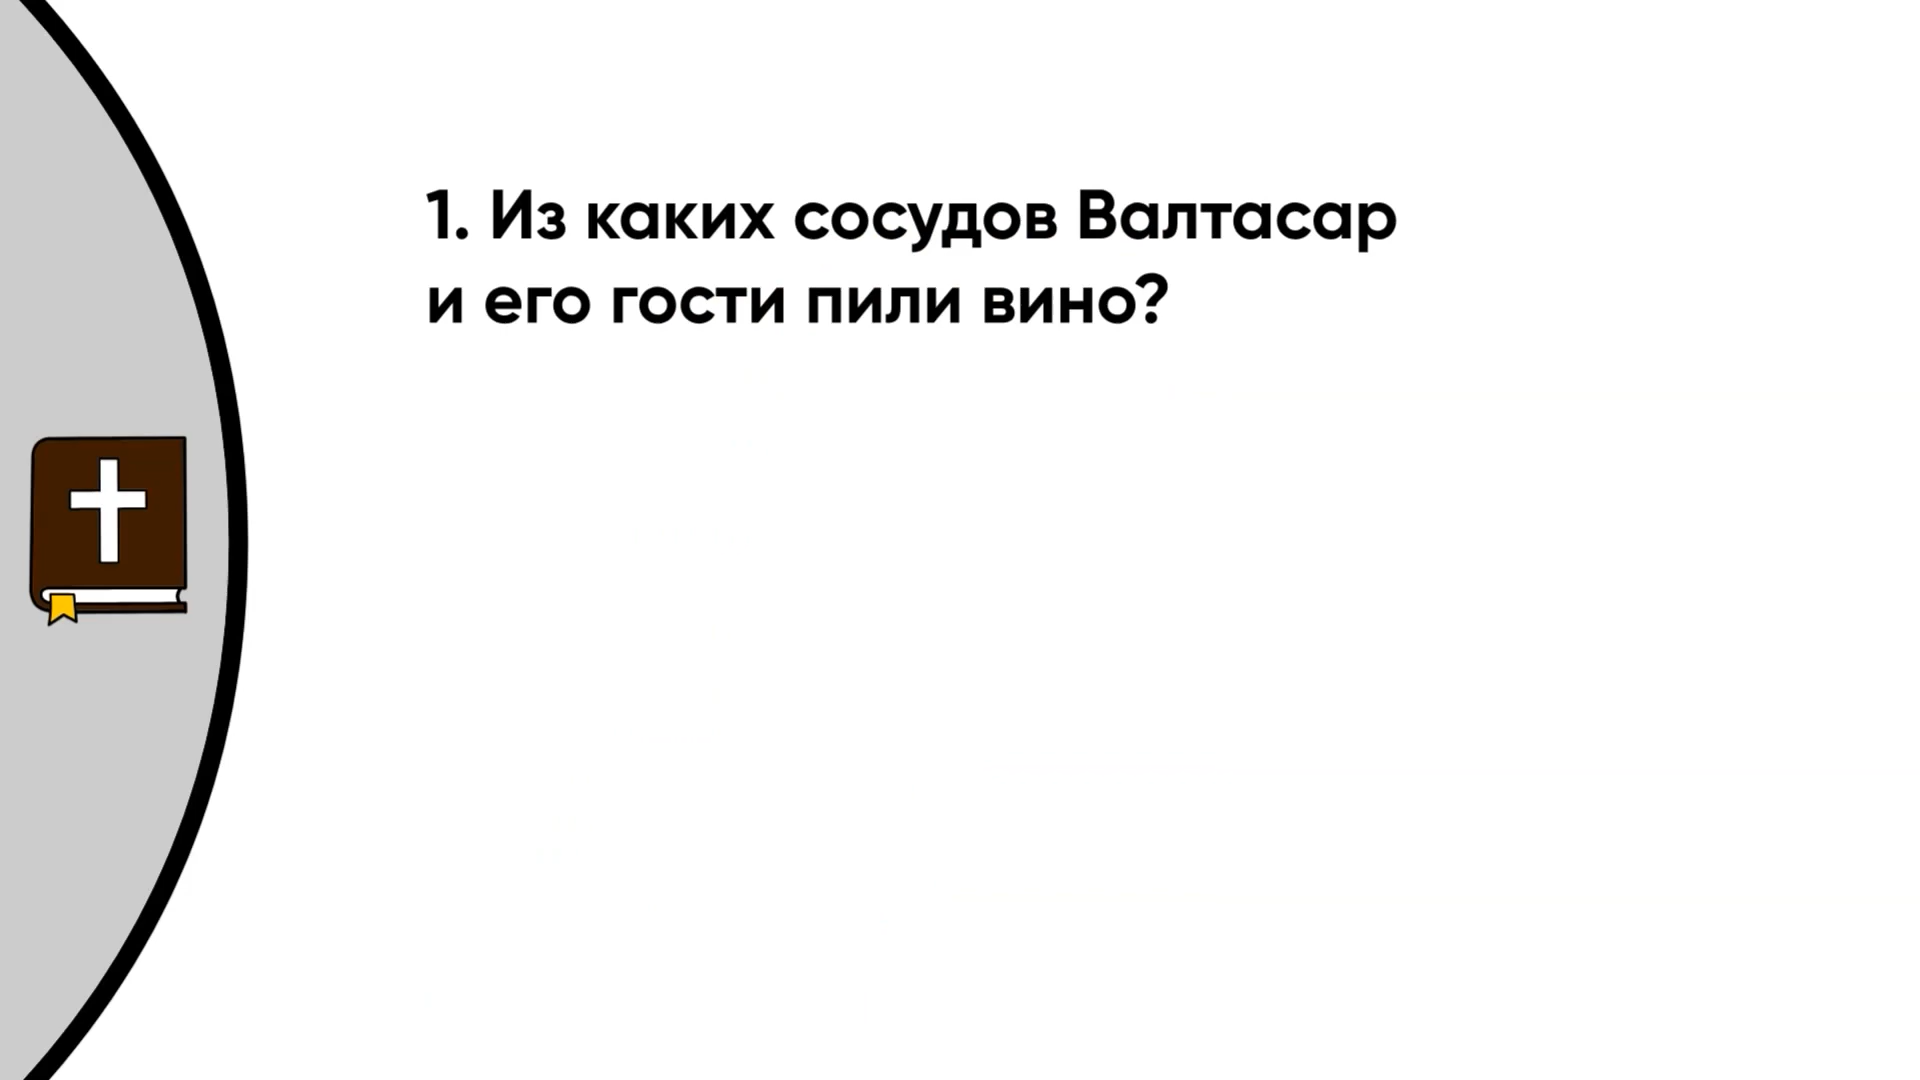 1. Из каких сосудов Валтасар
и его гости пили вино?